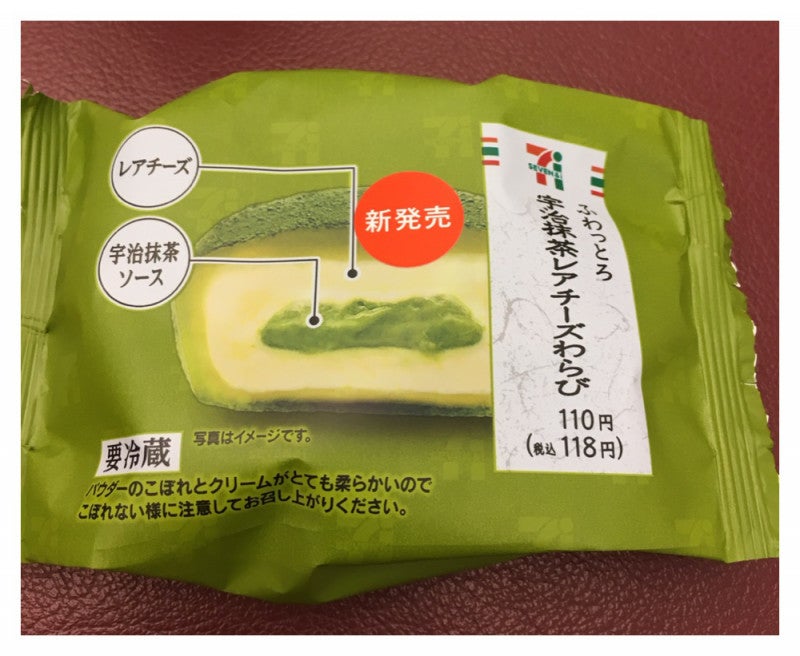 レアチーズ
宇治抹茶
ソース
新発売
SEVEN&i
ふわっとろ
宇治抹茶レアチーズわらび
110円
(税込118円)
写真はイメージです。
要冷蔵
パウダーのこぼれとクリームがとても柔らかいので
こぼれない様に注意してお召し上がりください。